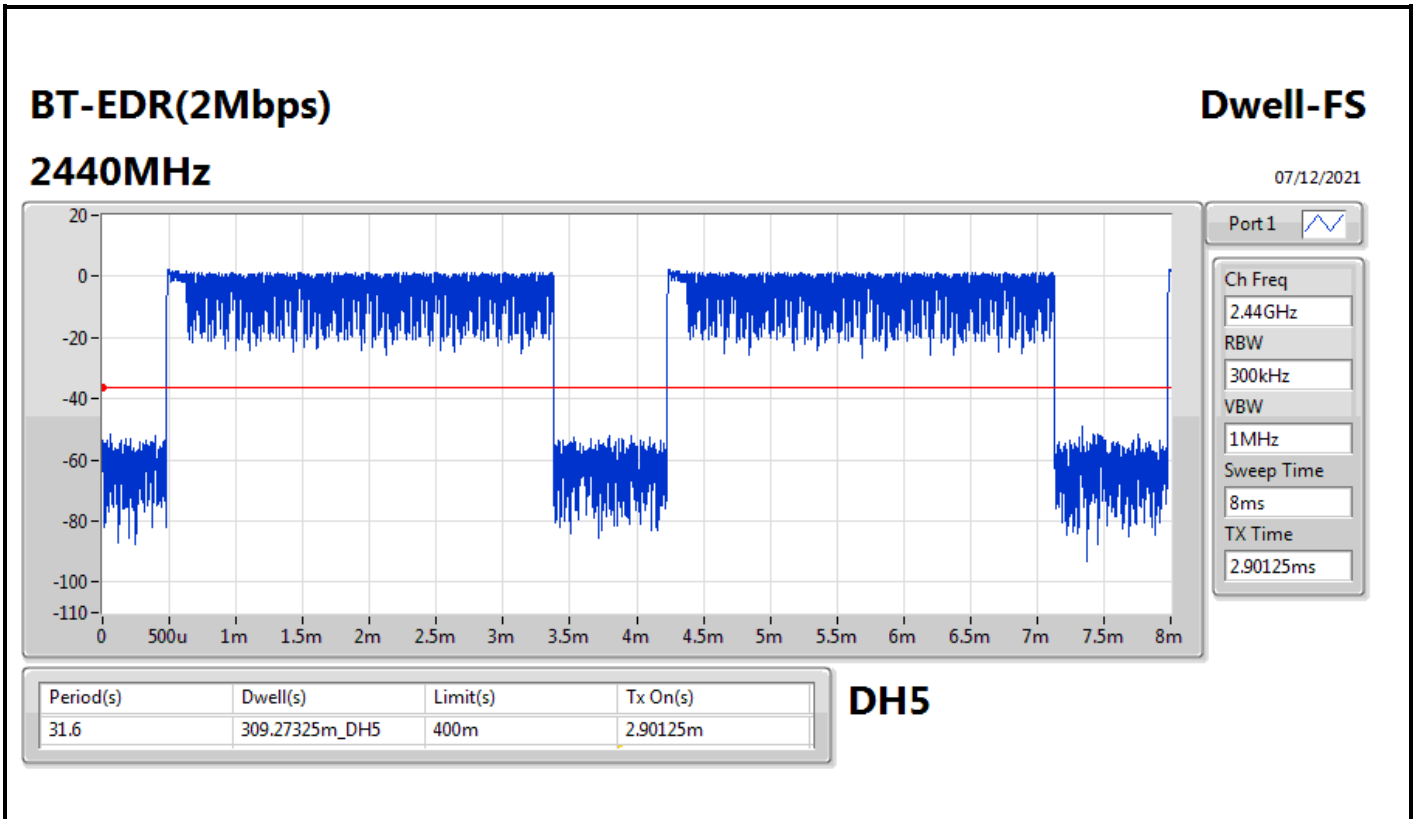 BT-EDR(2Mbps)
Dwell-FS
2440MHz
07/12/2021
20
0
-20
-40
-60
-80
-100
-110
0 500u 1m 1.5m 2m 2.5m 3m 3.5m 4m 4.5m 5m 5.5m 6m 6.5m 7m 7.5m 8m
Port 1
Ch Freq
2.44GHz
RBW
300kHz
VBW
1MHz
Sweep Time
8ms
TX Time
2.90125ms
Period(s) Dwell(s) Limit(s) Tx On(s)
31.6 309.27325m_DH5 400m 2.90125m
DH5